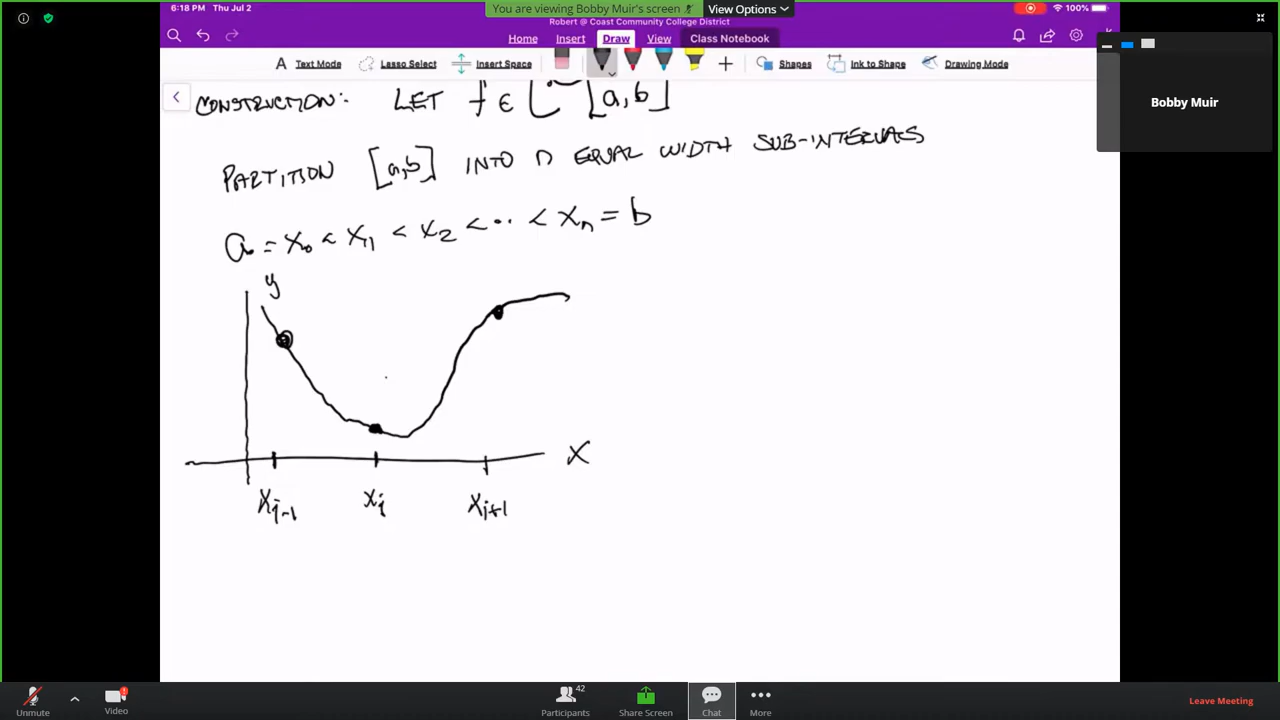 6:18 PM Thu Jul 2
You are viewing Bobby Muir's screen
View Options
100%
Robert @ Coast Community College District
Home Insert Draw View Class Notebook
Text Mode Lasso Select Insert Space Shapes Ink to Shape Drawing Mode
Bobby Muir
CONSTRUCTION: LET f ∈ C [a,b]
PARTITION [a,b] INTO n EQUAL WIDTH SUB-INTERVALS
a = x₀ < x₁ < x₂ < ... < xₙ = b
y
x
xᵢ₋₁ xᵢ xᵢ₊₁
42
Unmute Video Participants Share Screen Chat More Leave Meeting